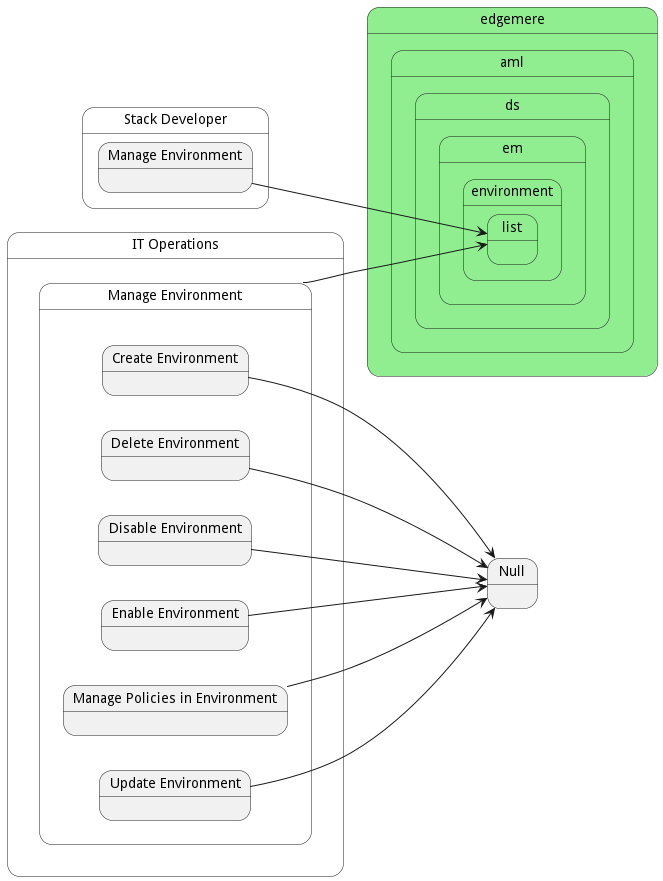 edgemere
aml
ds
em
environment
list
Stack Developer
Manage Environment
IT Operations
Manage Environment
Create Environment
Delete Environment
Disable Environment
Enable Environment
Manage Policies in Environment
Update Environment
Null